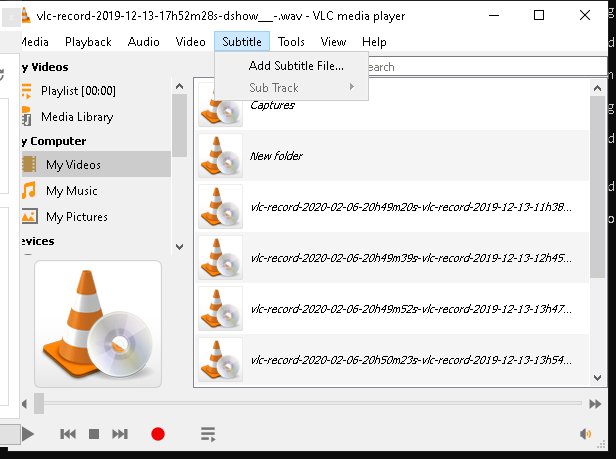 vlc-record-2019-12-13-17h52m28s-dshow__-.wav - VLC media player
Media Playback Audio Video Subtitle Tools View Help
Add Subtitle File...
Sub Track
y Videos
Playlist [00:00]
Media Library
y Computer
My Videos
My Music
My Pictures
evices
earch
Captures
New folder
vlc-record-2020-02-06-20h49m20s-vlc-record-2019-12-13-11h38...
vlc-record-2020-02-06-20h49m39s-vlc-record-2019-12-13-12h45...
vlc-record-2020-02-06-20h49m52s-vlc-record-2019-12-13-13h47...
vlc-record-2020-02-06-20h50m23s-vlc-record-2019-12-13-13h54...